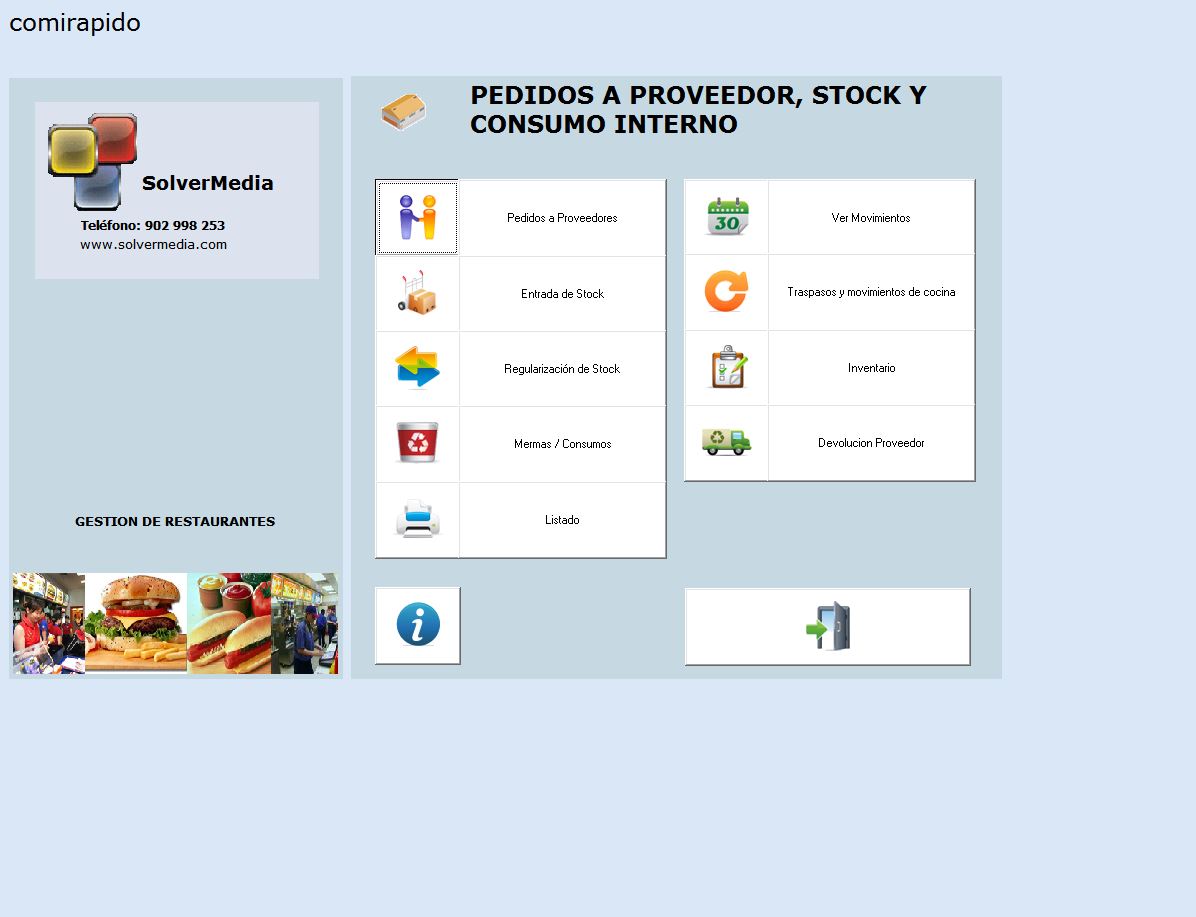 comirapido
SolverMedia
Teléfono: 902 998 253
www.solvermedia.com
GESTION DE RESTAURANTES
PEDIDOS A PROVEEDOR, STOCK Y
CONSUMO INTERNO
Pedidos a Proveedores
Entrada de Stock
Regularización de Stock
Mermas / Consumos
Listado
30
Ver Movimientos
Traspasos y movimientos de cocina
Inventario
Devolucion Proveedor
i